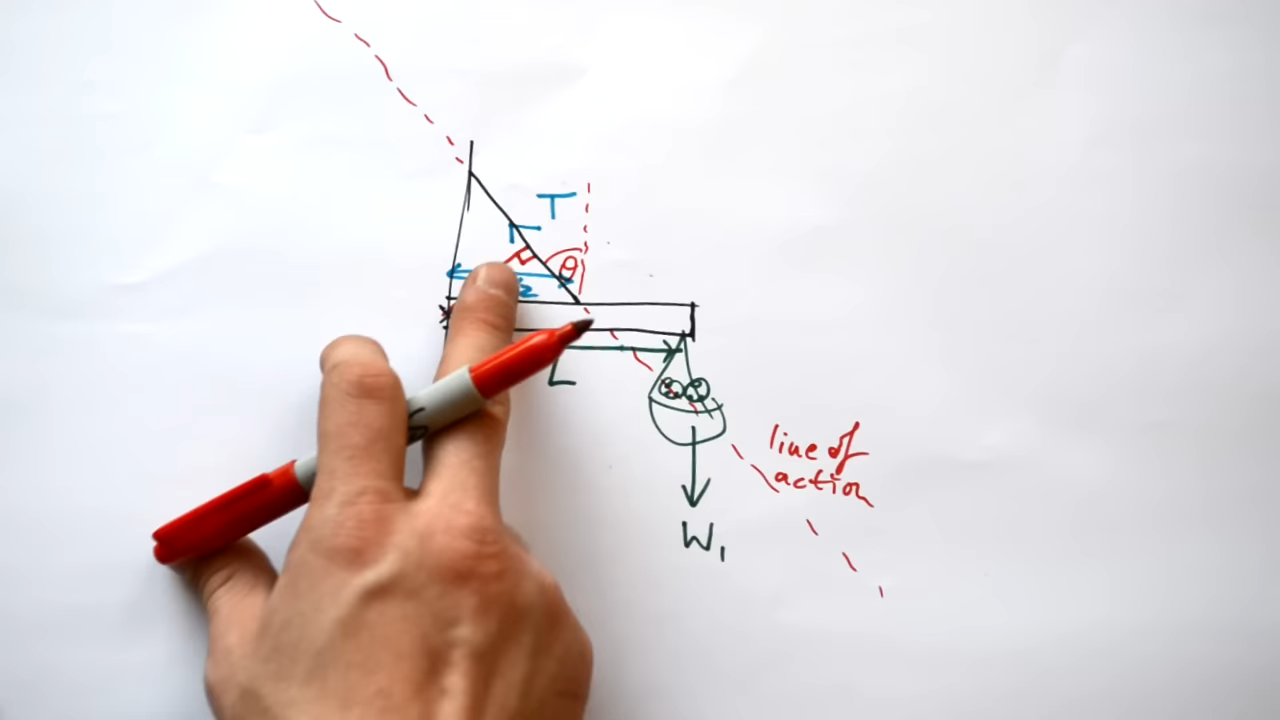 T
θ
L
line of
action
W₁